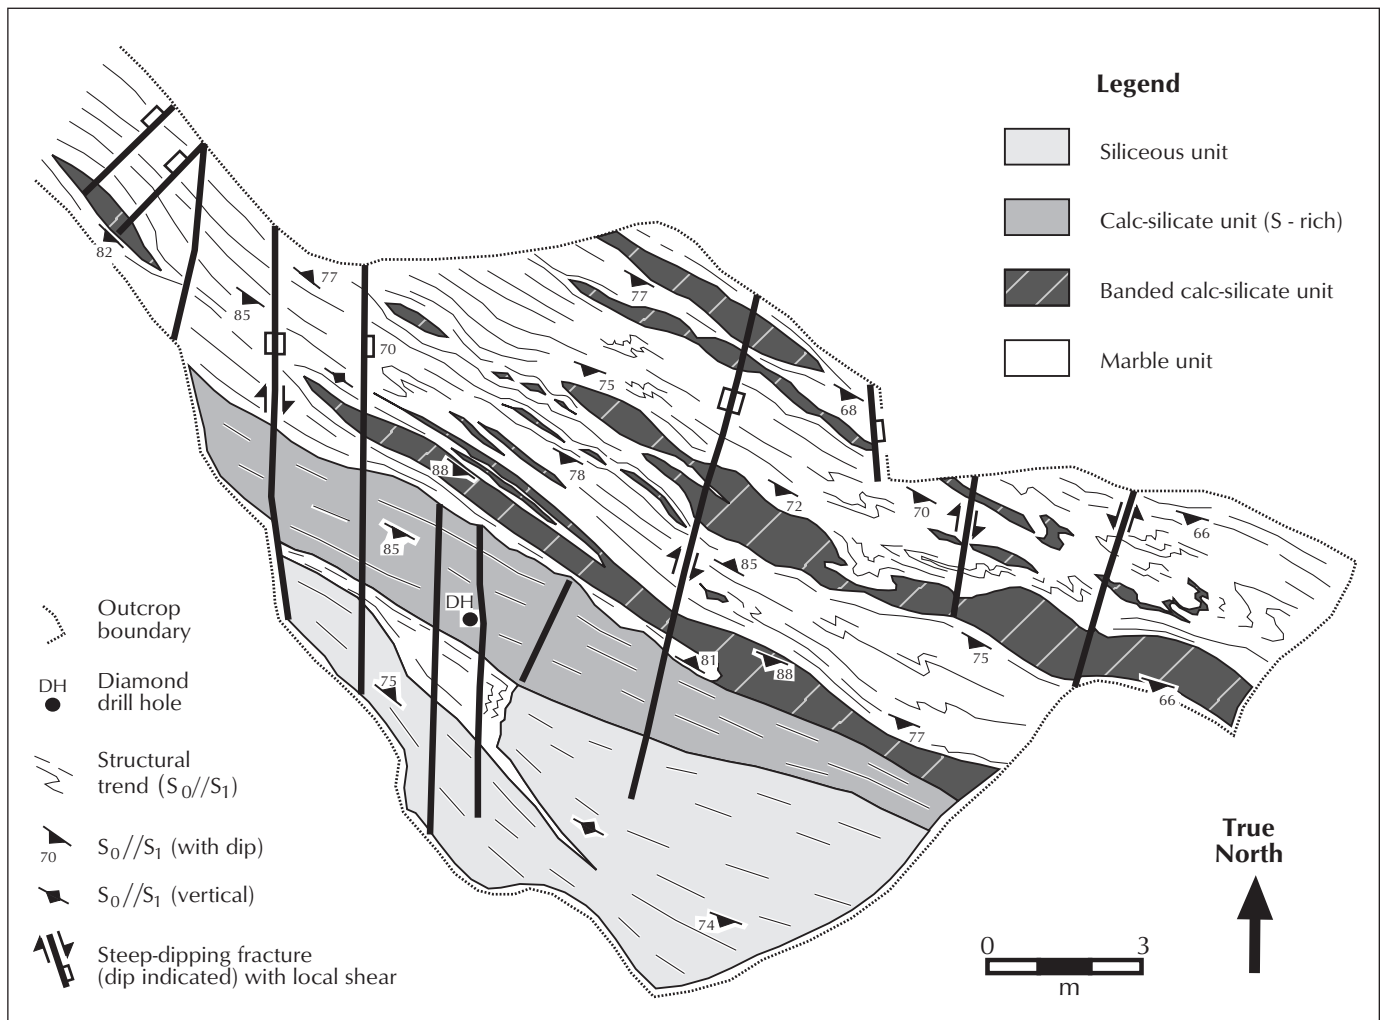 Legend
Siliceous unit
Calc-silicate unit (S - rich)
Banded calc-silicate unit
Marble unit
82
77
85
70
77
75
68
88
78
72
70
66
85
85
DH
75
81
88
75
66
77
74
Outcrop
boundary
DH
Diamond
drill hole
Structural
trend (S0//S1)
70
S0//S1 (with dip)
S0//S1 (vertical)
Steep-dipping fracture
(dip indicated) with local shear
True
North
0 3
m